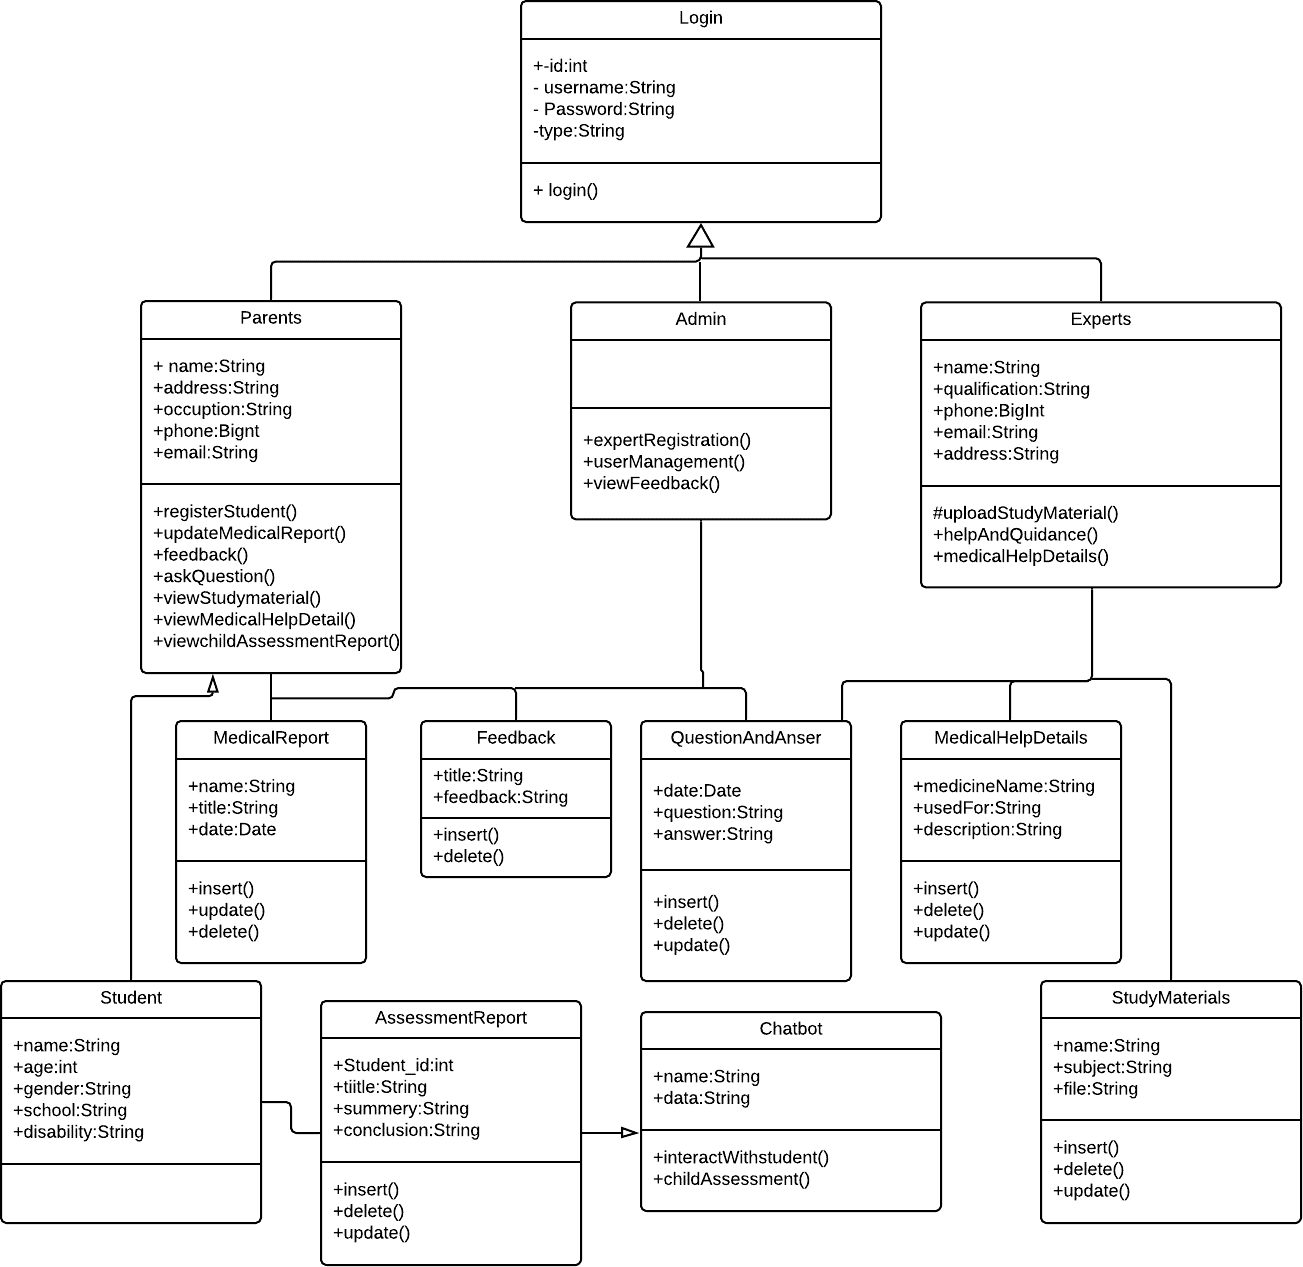 Login
+-id:int
- username:String
- Password:String
-type:String
+ login()
Parents
+ name:String
+address:String
+occuption:String
+phone:Bignt
+email:String
+registerStudent()
+updateMedicalReport()
+feedback()
+askQuestion()
+viewStudymaterial()
+viewMedicalHelpDetail()
+viewchildAssessmentReport()
Admin
+expertRegistration()
+userManagement()
+viewFeedback()
Experts
+name:String
+qualification:String
+phone:BigInt
+email:String
+address:String
#uploadStudyMaterial()
+helpAndQuidance()
+medicalHelpDetails()
MedicalReport
+name:String
+title:String
+date:Date
+insert()
+update()
+delete()
Feedback
+title:String
+feedback:String
+insert()
+delete()
QuestionAndAnser
+date:Date
+question:String
+answer:String
+insert()
+delete()
+update()
MedicalHelpDetails
+medicineName:String
+usedFor:String
+description:String
+insert()
+delete()
+update()
Student
+name:String
+age:int
+gender:String
+school:String
+disability:String
AssessmentReport
+Student_id:int
+tiitle:String
+summery:String
+conclusion:String
+insert()
+delete()
+update()
Chatbot
+name:String
+data:String
+interactWithstudent()
+childAssessment()
StudyMaterials
+name:String
+subject:String
+file:String
+insert()
+delete()
+update()